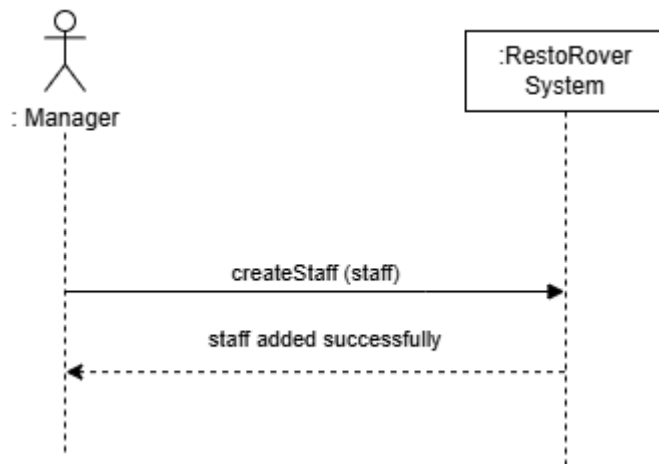 :RestoRover
System
: Manager
createStaff (staff)
staff added successfully